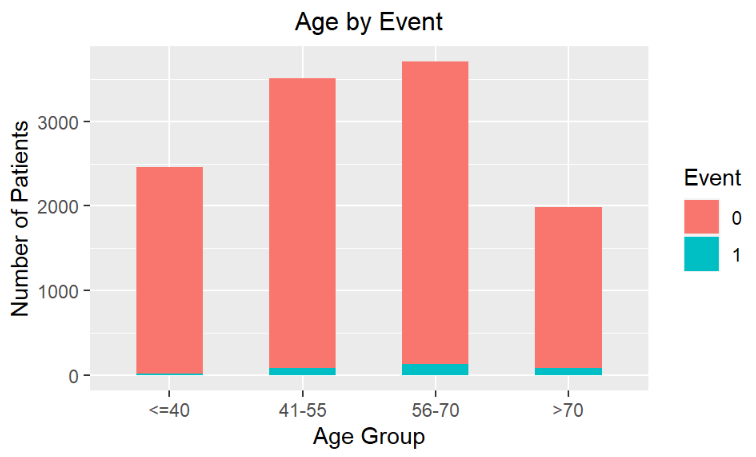 Age by Event
Number of Patients
3000
2000
1000
0
<=40
41-55
56-70
>70
Age Group
Event
0
1